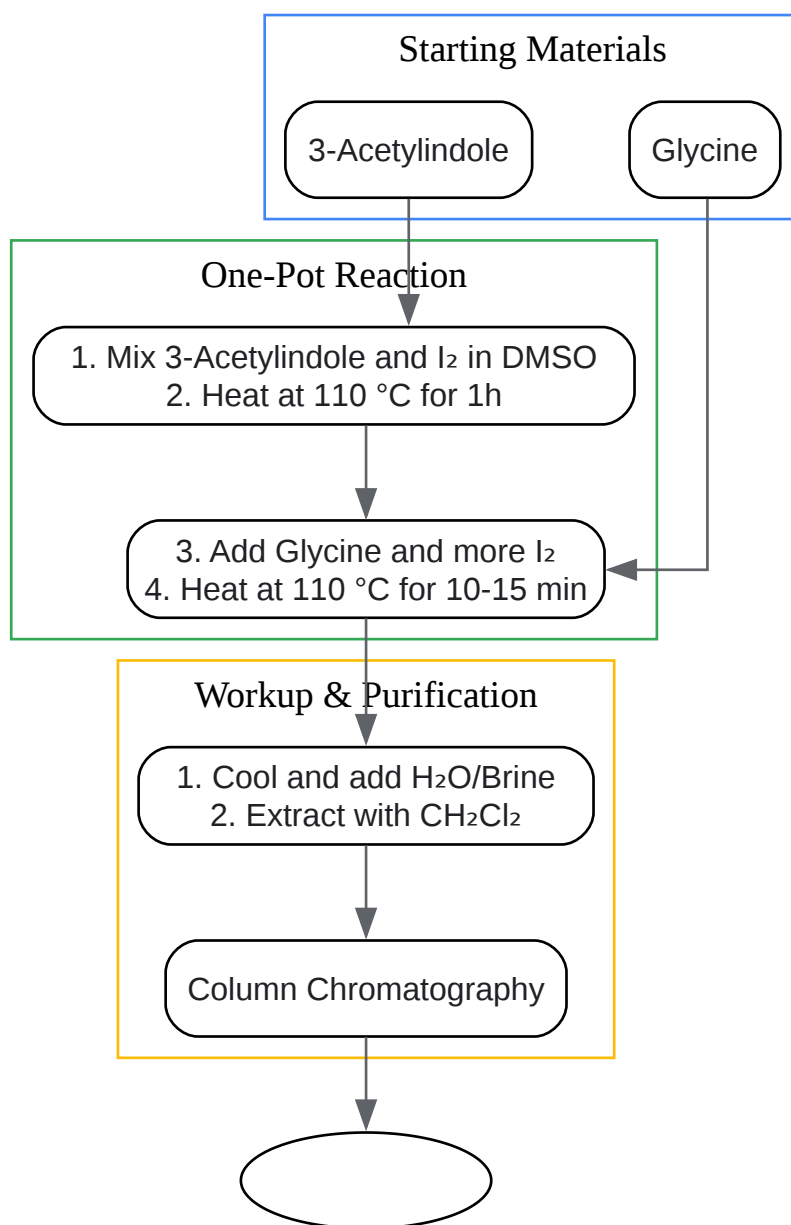 Starting Materials
3-Acetylindole
Glycine
One-Pot Reaction
1. Mix 3-Acetylindole and I₂ in DMSO
2. Heat at 110 °C for 1h
3. Add Glycine and more I₂
4. Heat at 110 °C for 10-15 min
Workup & Purification
1. Cool and add H₂O/Brine
2. Extract with CH₂Cl₂
Column Chromatography